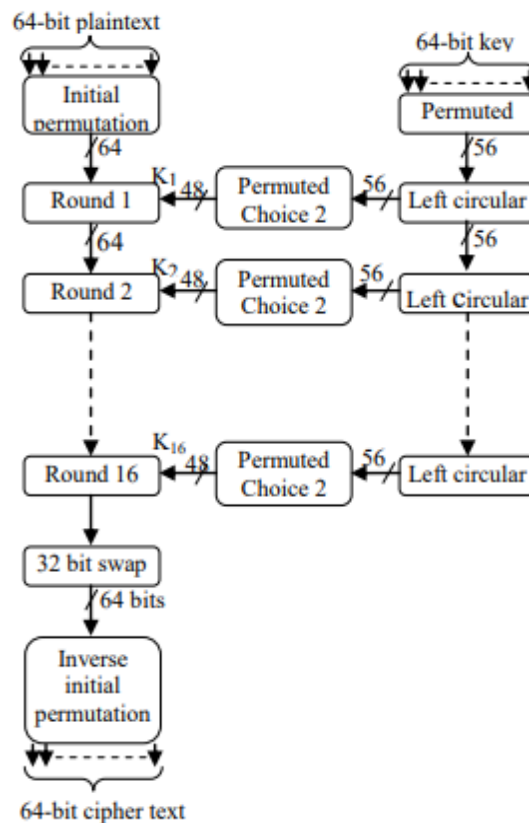 64-bit plaintext
64-bit key
Initial
permutation
Permuted
64
56
K1
48
Permuted
Choice 2
56
Round 1
Left circular
64
56
K2
48
Permuted
Choice 2
56
Round 2
Left Circular
K16
48
Permuted
Choice 2
56
Round 16
Left circular
32 bit swap
64 bits
Inverse
initial
permutation
64-bit cipher text